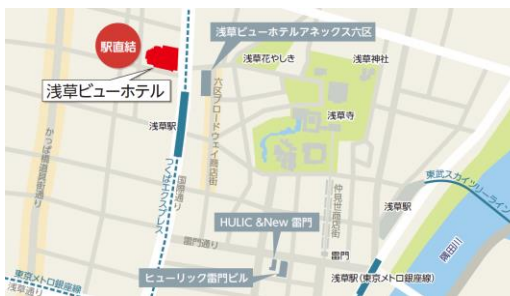 浅草ビューホテルアネックス六区
駅直結
浅草花やしき
浅草神社
浅草ビューホテル
六区ブロードウェイ商店街
浅草寺
浅草駅
かっぱ橋道具街通り
つくばエクスプレス
国際通り
仲見世商店街
東武スカイツリーライン
浅草駅
HULIC &New 雷門
雷門通り
雷門
隅田川
ヒューリック雷門ビル
東京メトロ銀座線
浅草通り
浅草駅(東京メトロ銀座線)